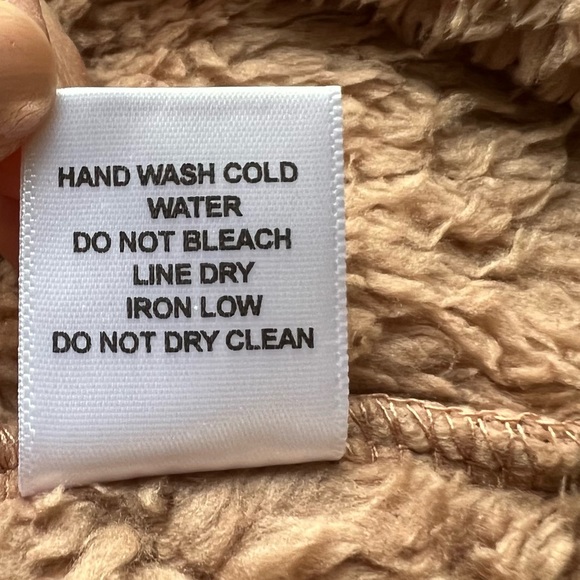 HAND WASH COLD
WATER
DO NOT BLEACH
LINE DRY
IRON LOW
DO NOT DRY CLEAN